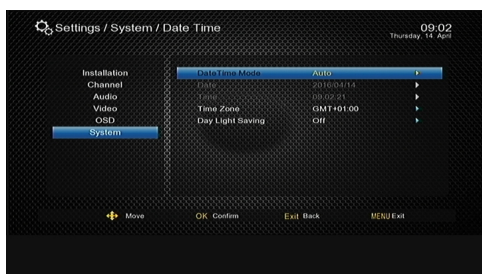 Settings / System / Date Time
09:02
Thursday, 14 April
Installation
Channel
Audio
Video
OSD
System
DateTime Mode Auto
Date 2016/04/14
Time 09:02:21
Time Zone GMT+01:00
Day Light Saving Off
Move OK Confirm Exit Back MENU Exit